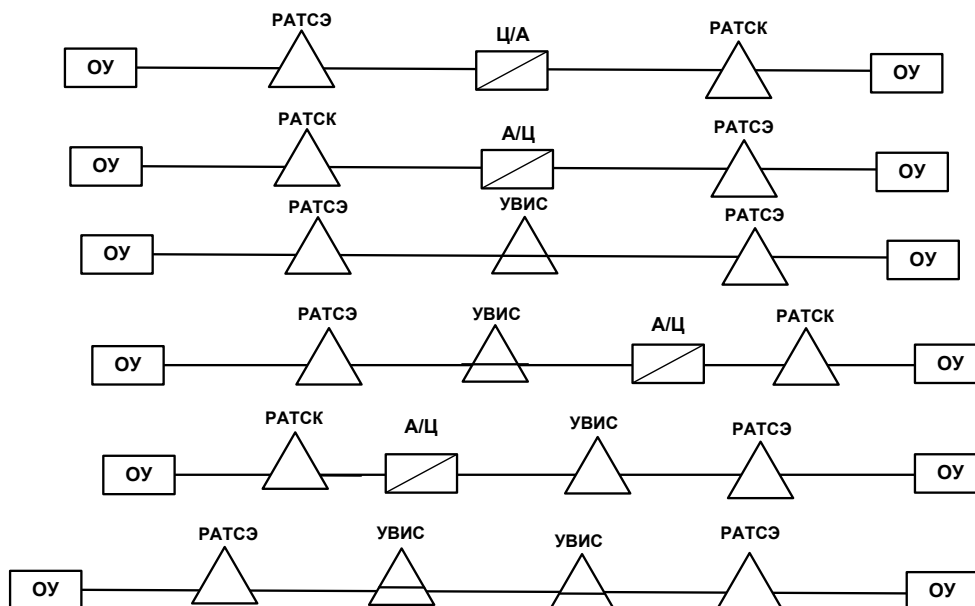 РАТСЭ Ц/А РАТСК
ОУ ОУ
РАТСК А/Ц РАТСЭ
ОУ ОУ
РАТСЭ УВИС РАТСЭ
ОУ ОУ
РАТСЭ УВИС А/Ц РАТСК
ОУ ОУ
РАТСК А/Ц УВИС РАТСЭ
ОУ ОУ
РАТСЭ УВИС УВИС РАТСЭ
ОУ ОУ